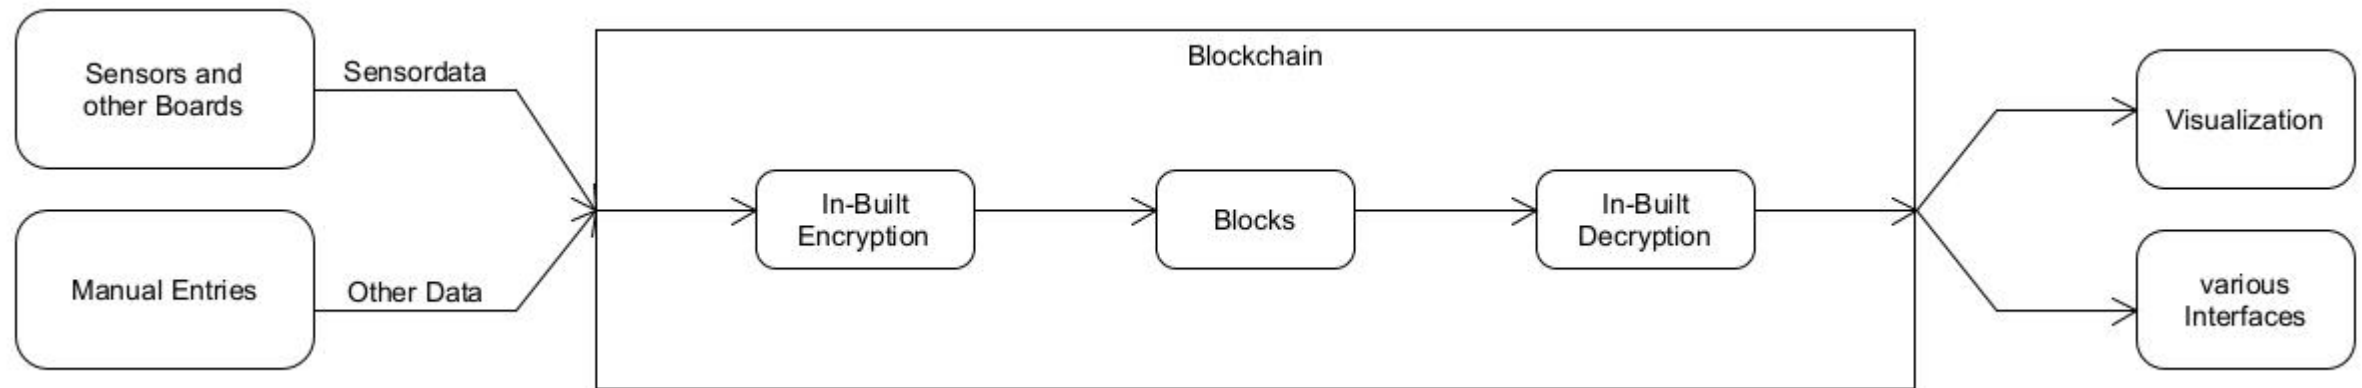 Sensors and
other Boards
Sensordata
Manual Entries
Other Data
Blockchain
In-Built
Encryption
Blocks
In-Built
Decryption
Visualization
various
Interfaces